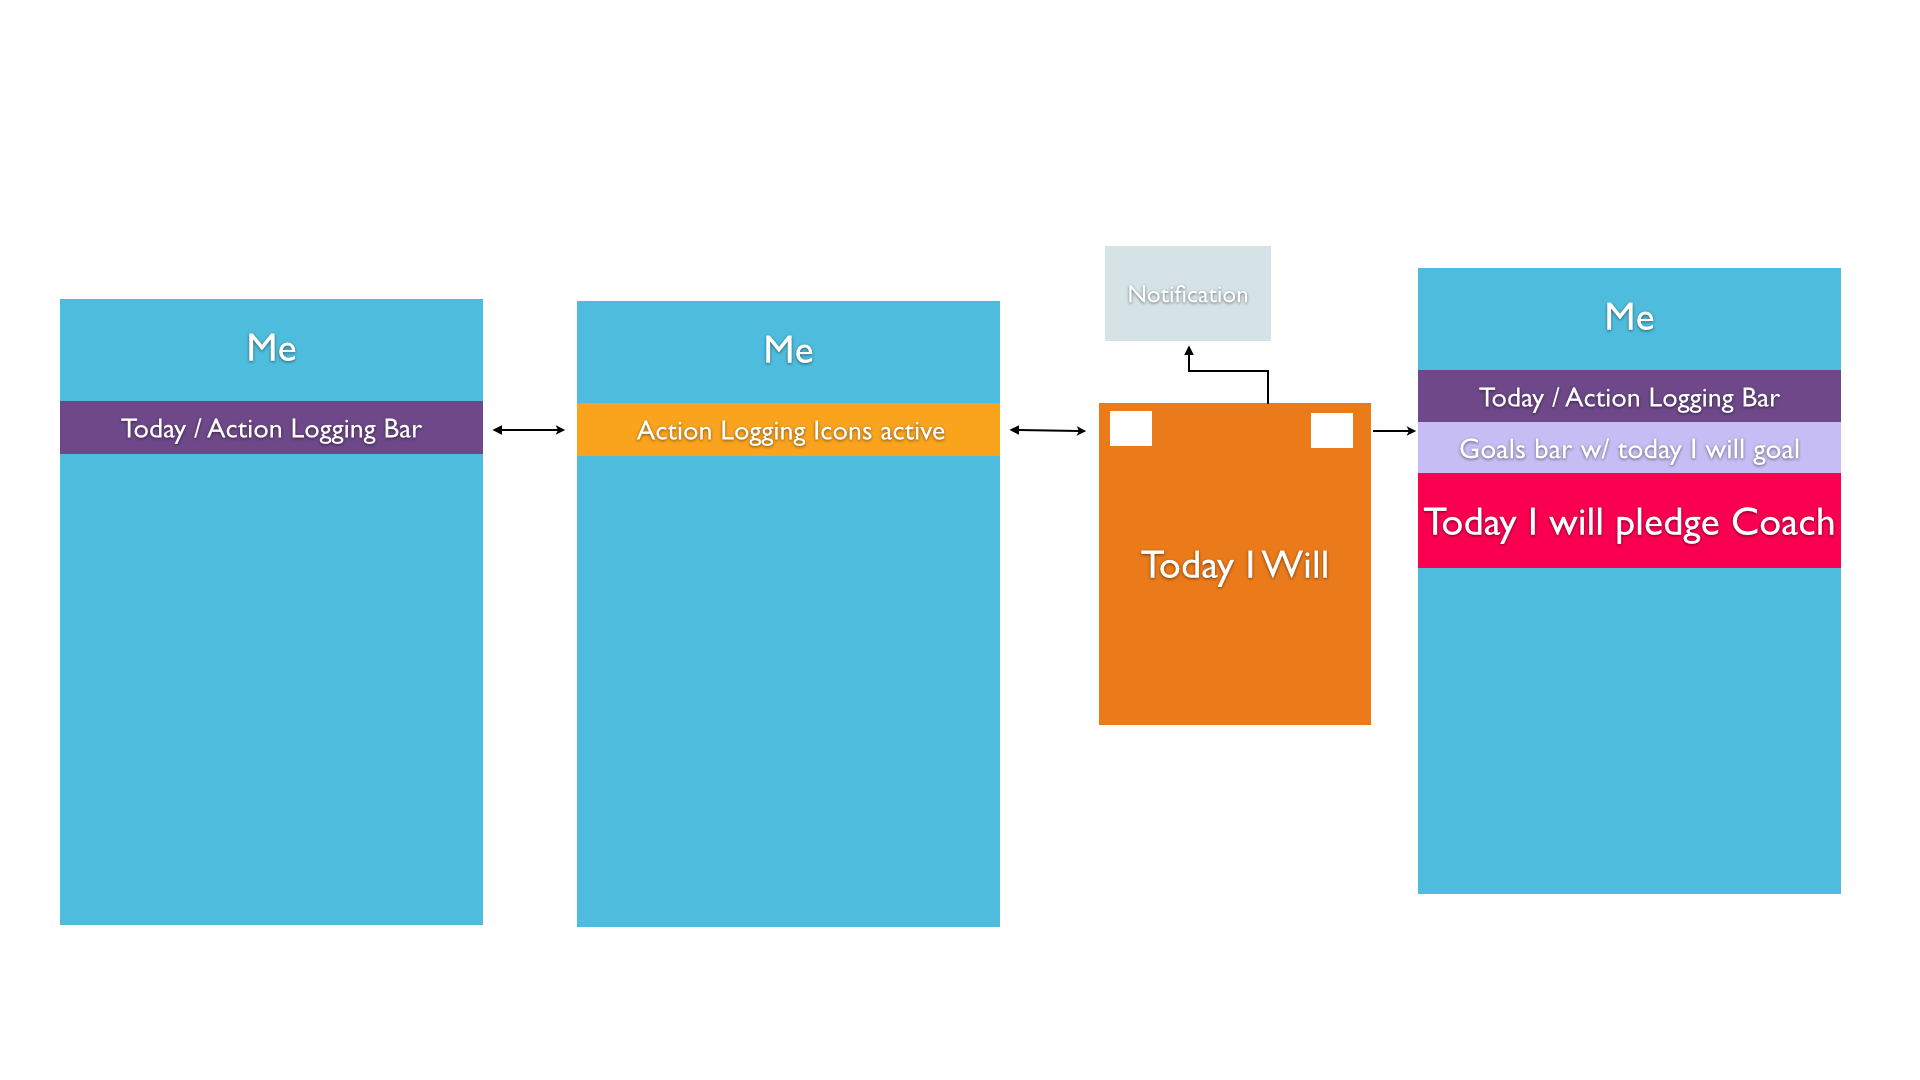 Me
Today / Action Logging Bar
Me
Action Logging Icons active
Notification
Today I Will
Me
Today / Action Logging Bar
Goals bar w/ today I will goal
Today I will pledge Coach